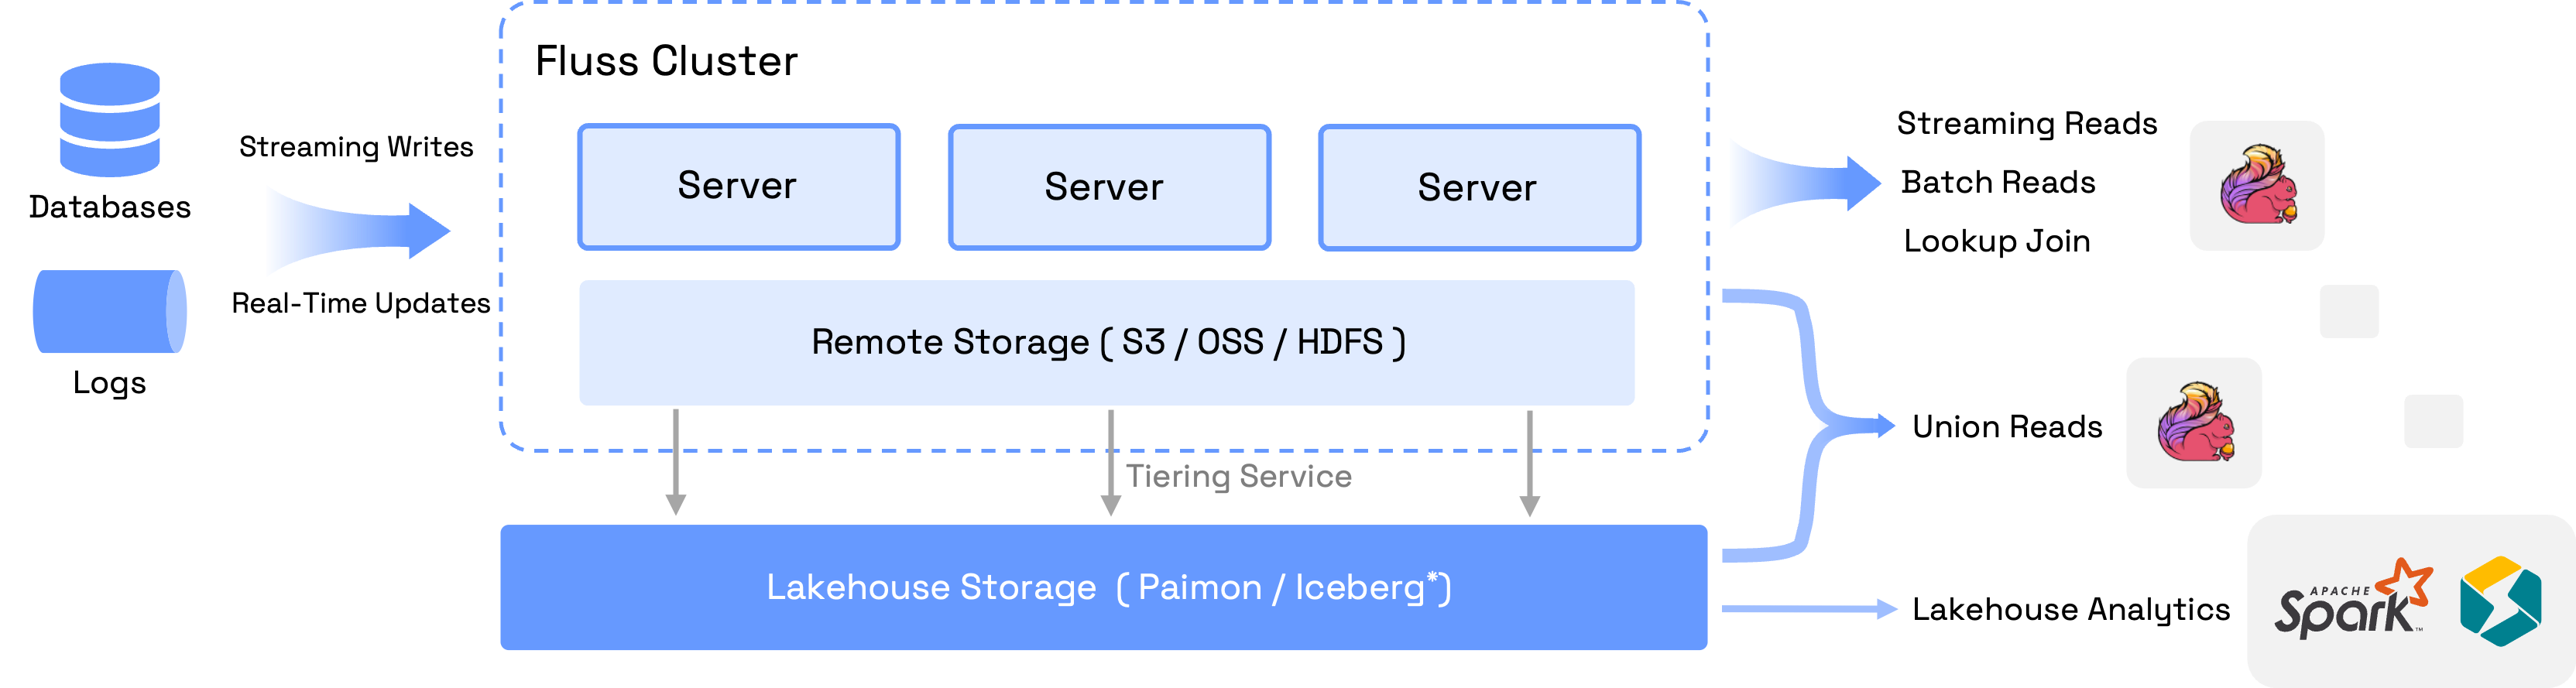 Fluss Cluster
Databases
Logs
Streaming Writes
Real-Time Updates
Server
Server
Server
Remote Storage ( S3 / OSS / HDFS )
Tiering Service
Lakehouse Storage ( Paimon / Iceberg*)
Streaming Reads
Batch Reads
Lookup Join
Union Reads
Lakehouse Analytics
APACHE
Spark™